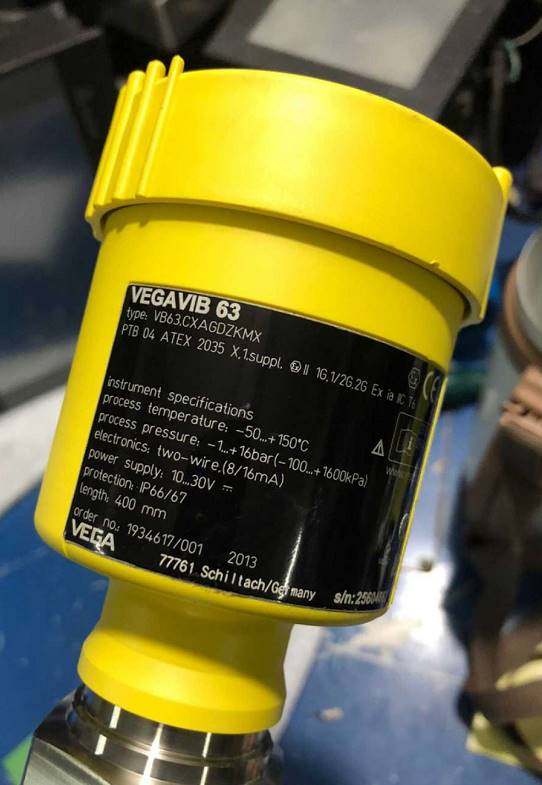 VEGAVIB 63
type: VB63.CXAGDZKMX
PTB 04 ATEX 2035 X,1.suppl. Ex II 1G,1/2G,2G Ex ia IIC T6
CE
instrument specifications
process temperature: -50...+150°C
process pressure: -1...+16bar(-100...+1600kPa)
electronics: two-wire,(8/16mA)
power supply: 10...30V ⎓
protection: IP66/67
length: 400 mm
order no.: 1934617/001 2013
VEGA
77761 Schiltach/Germany s/n: